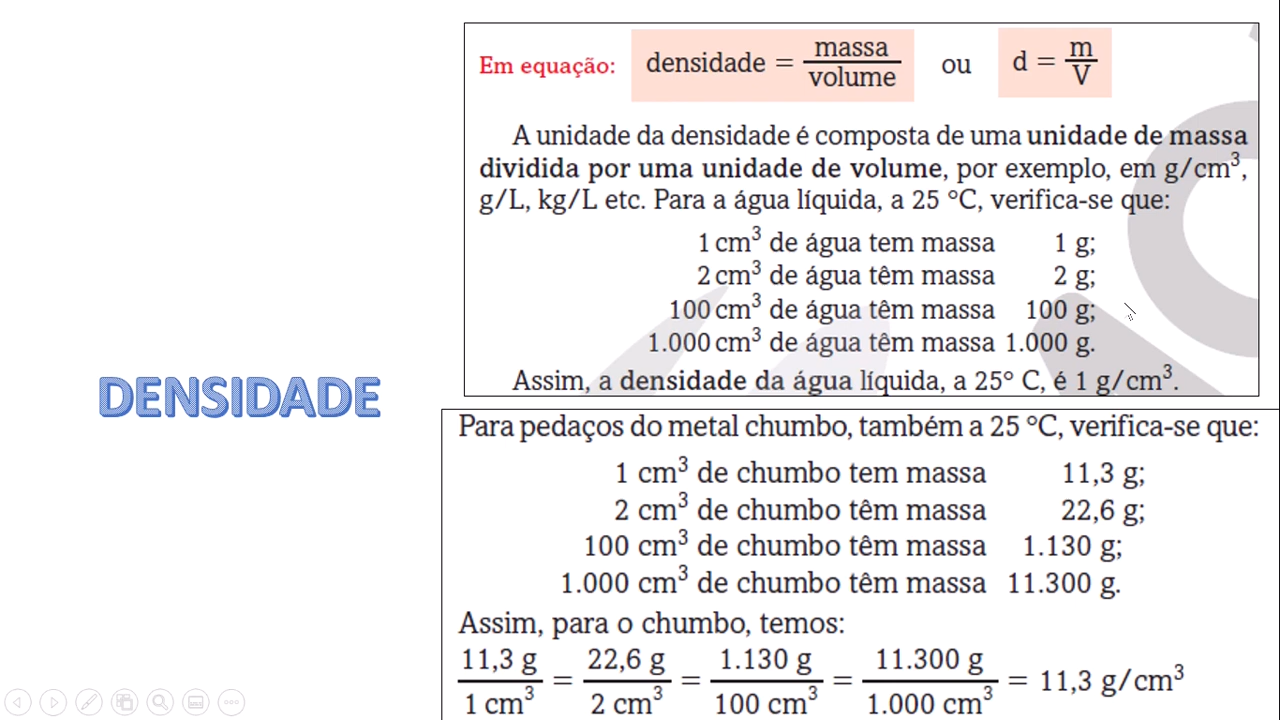 Em equação: densidade = massa / volume ou d = m / V
A unidade da densidade é composta de uma unidade de massa
dividida por uma unidade de volume, por exemplo, em g/cm³,
g/L, kg/L etc. Para a água líquida, a 25 °C, verifica-se que:
1 cm³ de água tem massa 1 g;
2 cm³ de água têm massa 2 g;
100 cm³ de água têm massa 100 g;
1.000 cm³ de água têm massa 1.000 g.
Assim, a densidade da água líquida, a 25° C, é 1 g/cm³.
DENSIDADE
Para pedaços do metal chumbo, também a 25 °C, verifica-se que:
1 cm³ de chumbo tem massa 11,3 g;
2 cm³ de chumbo têm massa 22,6 g;
100 cm³ de chumbo têm massa 1.130 g;
1.000 cm³ de chumbo têm massa 11.300 g.
Assim, para o chumbo, temos:
11,3 g / 1 cm³ = 22,6 g / 2 cm³ = 1.130 g / 100 cm³ = 11.300 g / 1.000 cm³ = 11,3 g/cm³